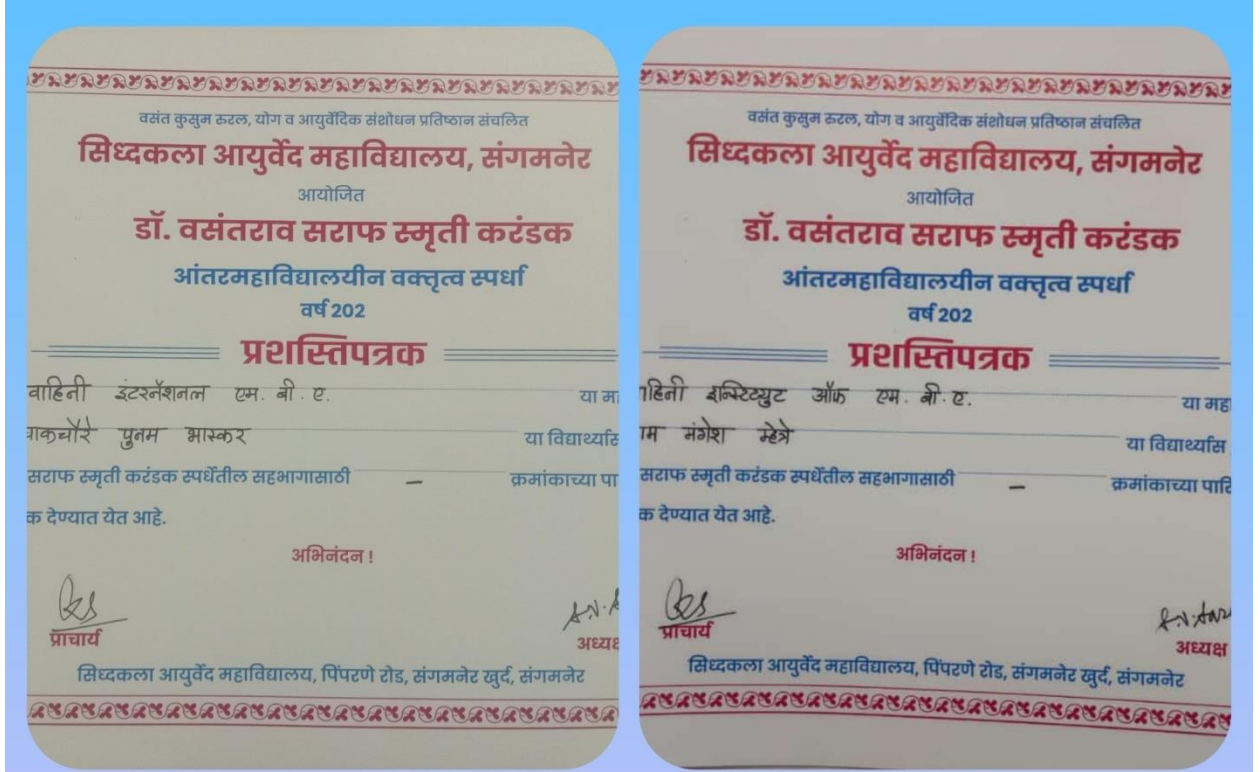 वसंत कुसुम रुरल, योग व आयुर्वेदिक संशोधन प्रतिष्ठान संचलित
सिध्दकला आयुर्वेद महाविद्यालय, संगमनेर
आयोजित
डॉ. वसंतराव सराफ स्मृती करंडक
आंतरमहाविद्यालयीन वक्तृत्व स्पर्धा
वर्ष 202
प्रशस्तिपत्रक
वाहिनी इंटरनॅशनल एम. बी. ए. या मा
वाकचौरे पुनम भास्कर या विद्यार्थ्यास
सराफ स्मृती करंडक स्पर्धेतील सहभागासाठी – क्रमांकाच्या पा
क देण्यात येत आहे.
अभिनंदन !
प्राचार्य
अध्यक्ष
सिध्दकला आयुर्वेद महाविद्यालय, पिंपरणे रोड, संगमनेर खुर्द, संगमनेर
वसंत कुसुम रुरल, योग व आयुर्वेदिक संशोधन प्रतिष्ठान संचलित
सिध्दकला आयुर्वेद महाविद्यालय, संगमनेर
आयोजित
डॉ. वसंतराव सराफ स्मृती करंडक
आंतरमहाविद्यालयीन वक्तृत्व स्पर्धा
वर्ष 202
प्रशस्तिपत्रक
ाहिनी इन्स्टिट्युट ऑफ एम. बी. ए. या महा
मंगेश म्हेत्रे या विद्यार्थ्यास
सराफ स्मृती करंडक स्पर्धेतील सहभागासाठी – क्रमांकाच्या पारि
क देण्यात येत आहे.
अभिनंदन !
प्राचार्य
अध्यक्ष
सिध्दकला आयुर्वेद महाविद्यालय, पिंपरणे रोड, संगमनेर खुर्द, संगमनेर